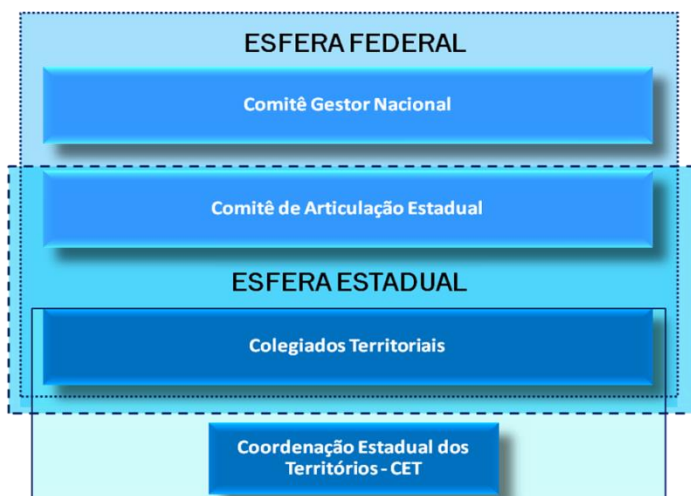 ESFERA FEDERAL
Comitê Gestor Nacional
Comitê de Articulação Estadual
ESFERA ESTADUAL
Colegiados Territoriais
Coordenação Estadual dos
Territórios - CET